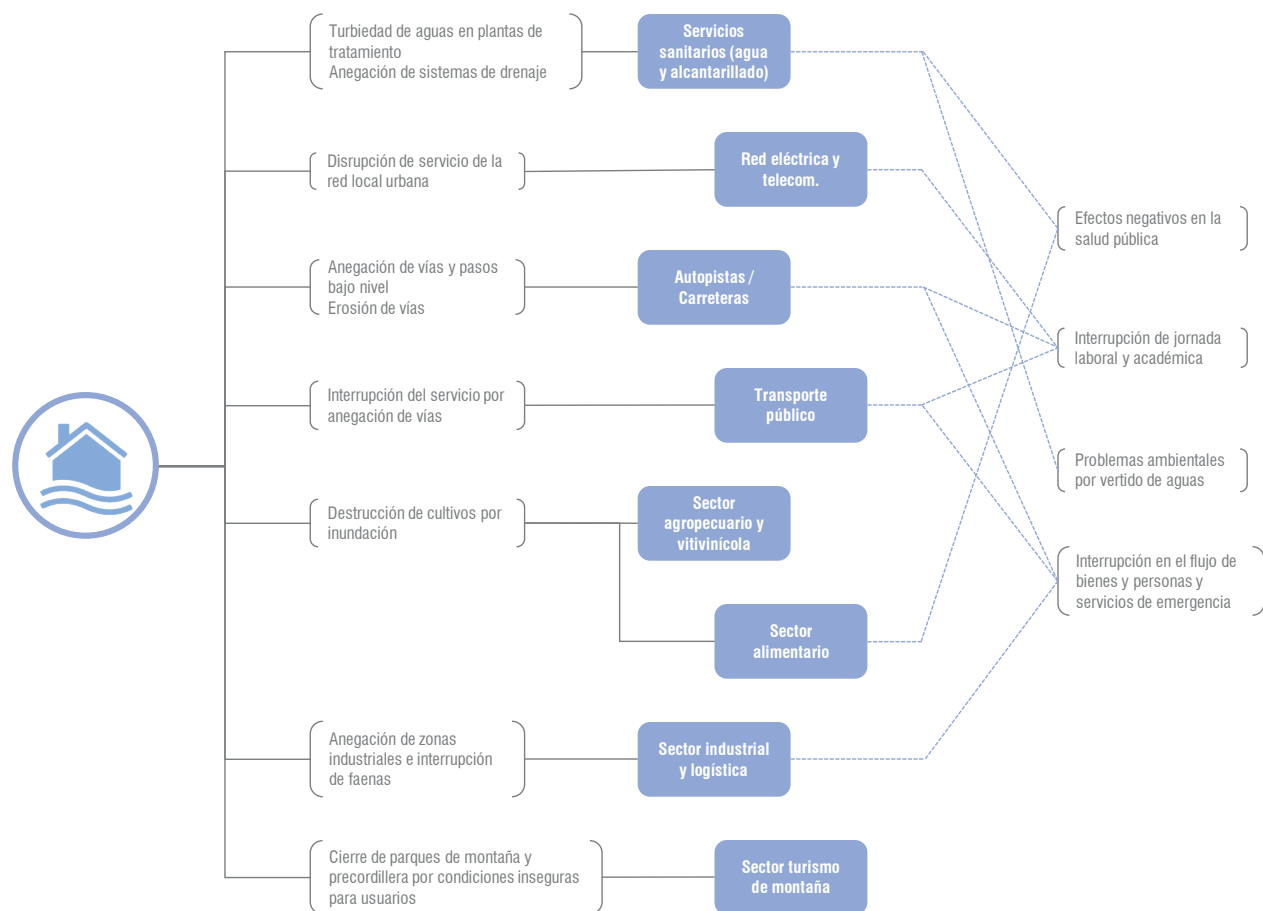 Turbiedad de aguas en plantas de
tratamiento
Anegación de sistemas de drenaje
Servicios
sanitarios (agua
y alcantarillado)
Disrupción de servicio de la
red local urbana
Red eléctrica y
telecom.
Efectos negativos en la
salud pública
Anegación de vías y pasos
bajo nivel
Erosión de vías
Autopistas /
Carreteras
Interrupción de jornada
laboral y académica
Interrupción del servicio por
anegación de vías
Transporte
público
Problemas ambientales
por vertido de aguas
Destrucción de cultivos por
inundación
Sector
agropecuario y
vitivinícola
Interrupción en el flujo de
bienes y personas y
servicios de emergencia
Sector
alimentario
Anegación de zonas
industriales e interrupción
de faenas
Sector industrial
y logística
Cierre de parques de montaña y
precordillera por condiciones inseguras
para usuarios
Sector turismo
de montaña